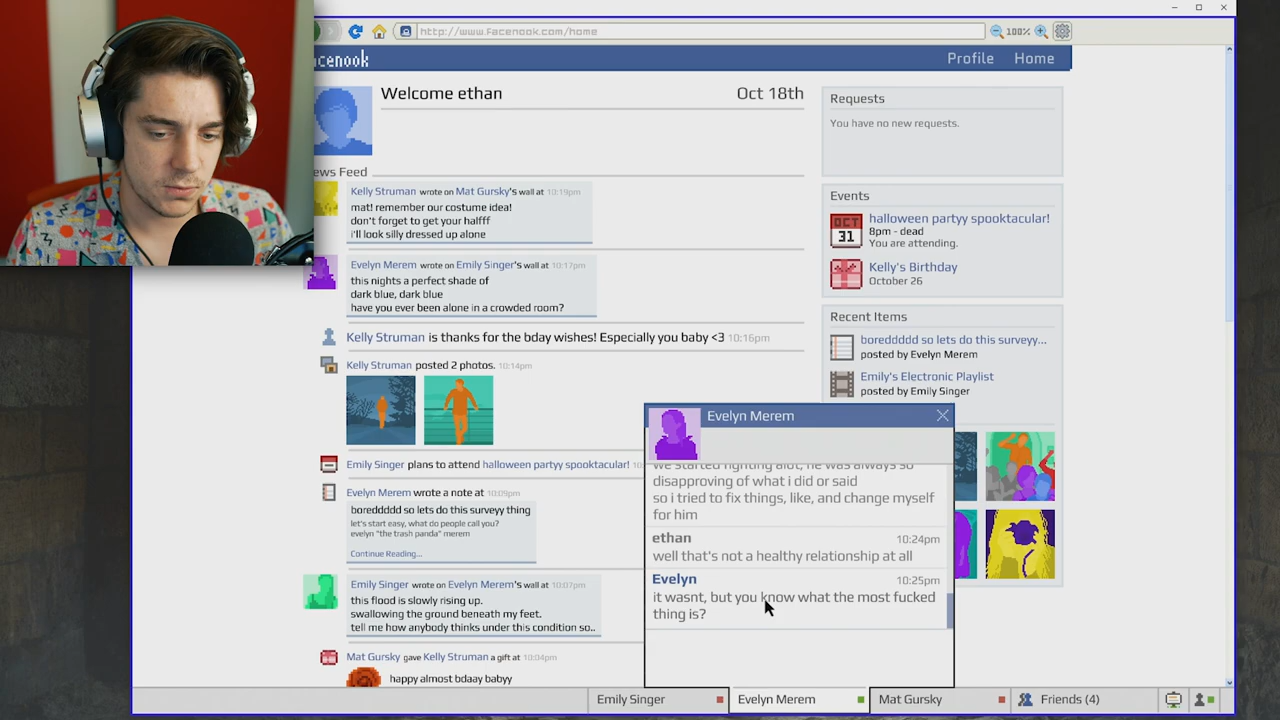 http://www.Facenook.com/home
100%
cenook
Profile
Home
Welcome ethan
Oct 18th
ews Feed
Kelly Struman wrote on Mat Gursky's wall at 10:19pm
mat! remember our costume idea!
don't forget to get your halfff
i'll look silly dressed up alone
Evelyn Merem wrote on Emily Singer's wall at 10:17pm
this nights a perfect shade of
dark blue, dark blue
have you ever been alone in a crowded room?
Kelly Struman is thanks for the bday wishes! Especially you baby <3 10:16pm
Kelly Struman posted 2 photos. 10:14pm
Emily Singer plans to attend halloween partyy spooktacular! 10:
Evelyn Merem wrote a note at 10:09pm
boreddddd so lets do this surveyy thing
let's start easy, what do people call you?
evelyn "the trash panda" merem
Continue Reading...
Emily Singer wrote on Evelyn Merem's wall at 10:07pm
this flood is slowly rising up.
swallowing the ground beneath my feet.
tell me how anybody thinks under this condition so..
Mat Gursky gave Kelly Struman a gift at 10:04pm
happy almost bdaay babyy
Requests
You have no new requests.
Events
OCT
31
halloween partyy spooktacular!
8pm - dead
You are attending.
Kelly's Birthday
October 26
Recent Items
boreddddd so lets do this surveyy...
posted by Evelyn Merem
Emily's Electronic Playlist
posted by Emily Singer
Evelyn Merem
we started fighting alot, he was always so
disapproving of what i did or said
so i tried to fix things, like, and change myself
for him
ethan 10:24pm
well that's not a healthy relationship at all
Evelyn 10:25pm
it wasnt, but you know what the most fucked
thing is?
Emily Singer
Evelyn Merem
Mat Gursky
Friends (4)